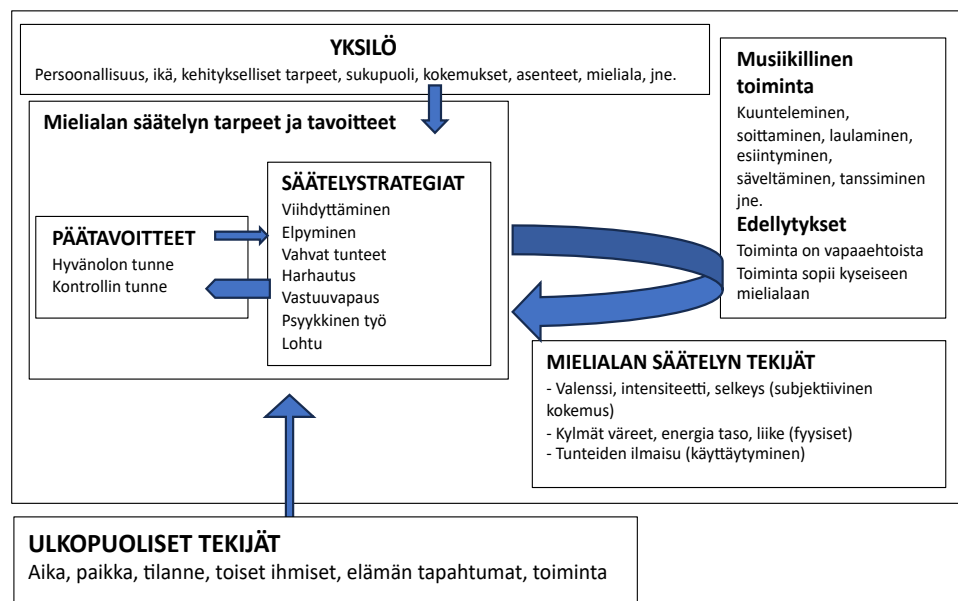 YKSILÖ
Persoonallisuus, ikä, kehitykselliset tarpeet, sukupuoli, kokemukset, asenteet, mieliala, jne.
Mielialan säätelyn tarpeet ja tavoitteet
PÄÄTAVOITTEET
Hyvänolon tunne
Kontrollin tunne
SÄÄTELYSTRATEGIAT
Viihdyttäminen
Elpyminen
Vahvat tunteet
Harhautus
Vastuuvapaus
Psyykkinen työ
Lohtu
Musiikillinen
toiminta
Kuunteleminen,
soittaminen, laulaminen,
esiintyminen,
säveltäminen, tanssiminen
jne.
Edellytykset
Toiminta on vapaaehtoista
Toiminta sopii kyseiseen
mielialaan
MIELIALAN SÄÄTELYN TEKIJÄT
- Valenssi, intensiteetti, selkeys (subjektiivinen
kokemus)
- Kylmät väreet, energia taso, liike (fyysiset)
- Tunteiden ilmaisu (käyttäytyminen)
ULKOPUOLISET TEKIJÄT
Aika, paikka, tilanne, toiset ihmiset, elämän tapahtumat, toiminta